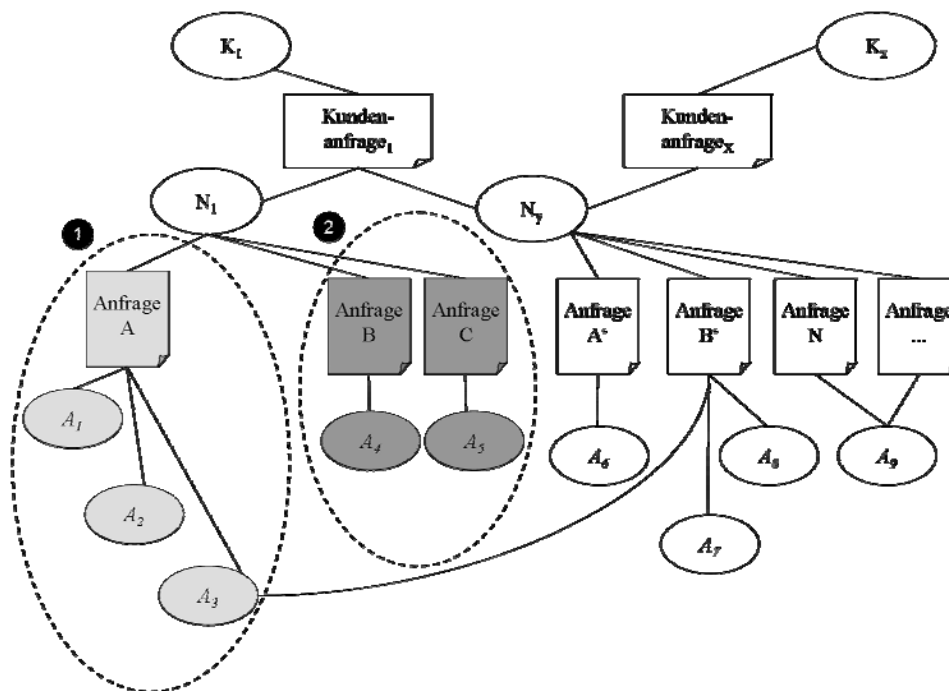 K₁
Kₓ
Kunden-
anfrage₁
Kunden-
anfrageₓ
N₁
Nᵧ
1
2
Anfrage
A
Anfrage
B
Anfrage
C
Anfrage
A*
Anfrage
B*
Anfrage
N
Anfrage
...
A₁
A₂
A₃
A₄
A₅
A₆
A₇
A₈
A₉